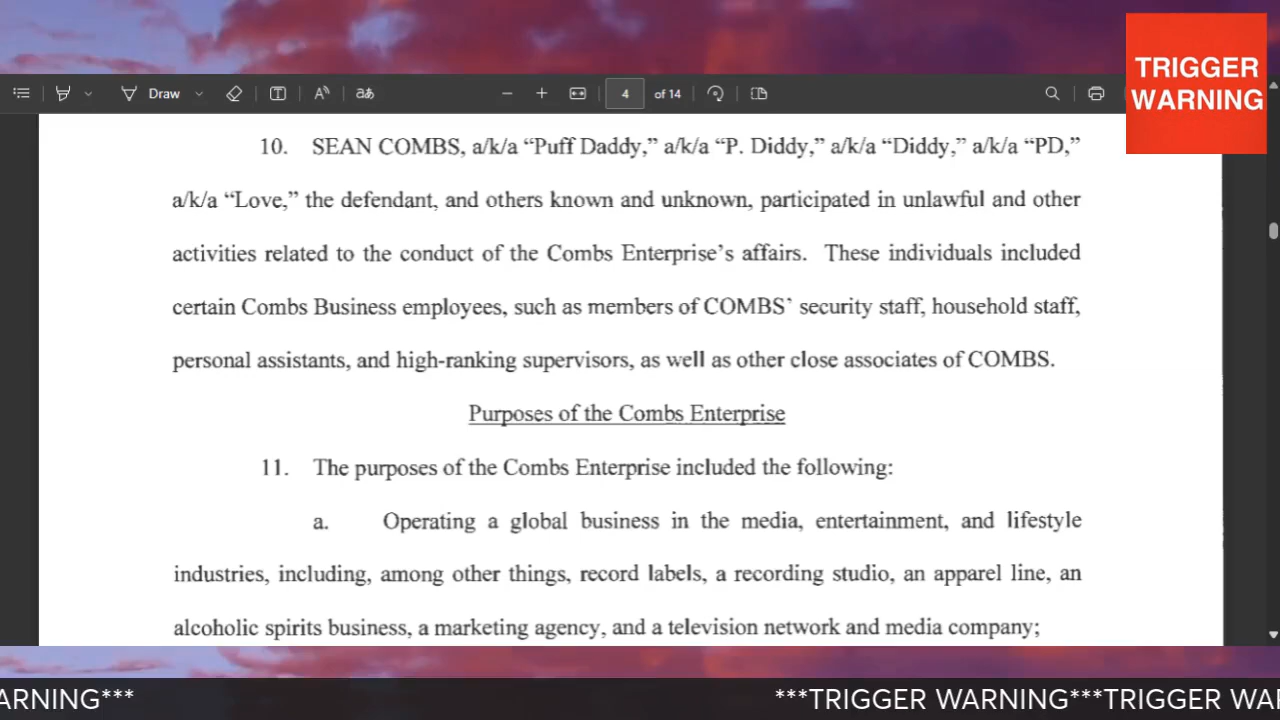 TRIGGER
WARNING
Draw
4 of 14
10. SEAN COMBS, a/k/a “Puff Daddy,” a/k/a “P. Diddy,” a/k/a “Diddy,” a/k/a “PD,”
a/k/a “Love,” the defendant, and others known and unknown, participated in unlawful and other
activities related to the conduct of the Combs Enterprise’s affairs. These individuals included
certain Combs Business employees, such as members of COMBS’ security staff, household staff,
personal assistants, and high-ranking supervisors, as well as other close associates of COMBS.
Purposes of the Combs Enterprise
11. The purposes of the Combs Enterprise included the following:
a. Operating a global business in the media, entertainment, and lifestyle
industries, including, among other things, record labels, a recording studio, an apparel line, an
alcoholic spirits business, a marketing agency, and a television network and media company;
ARNING*** ***TRIGGER WARNING***TRIGGER WAR